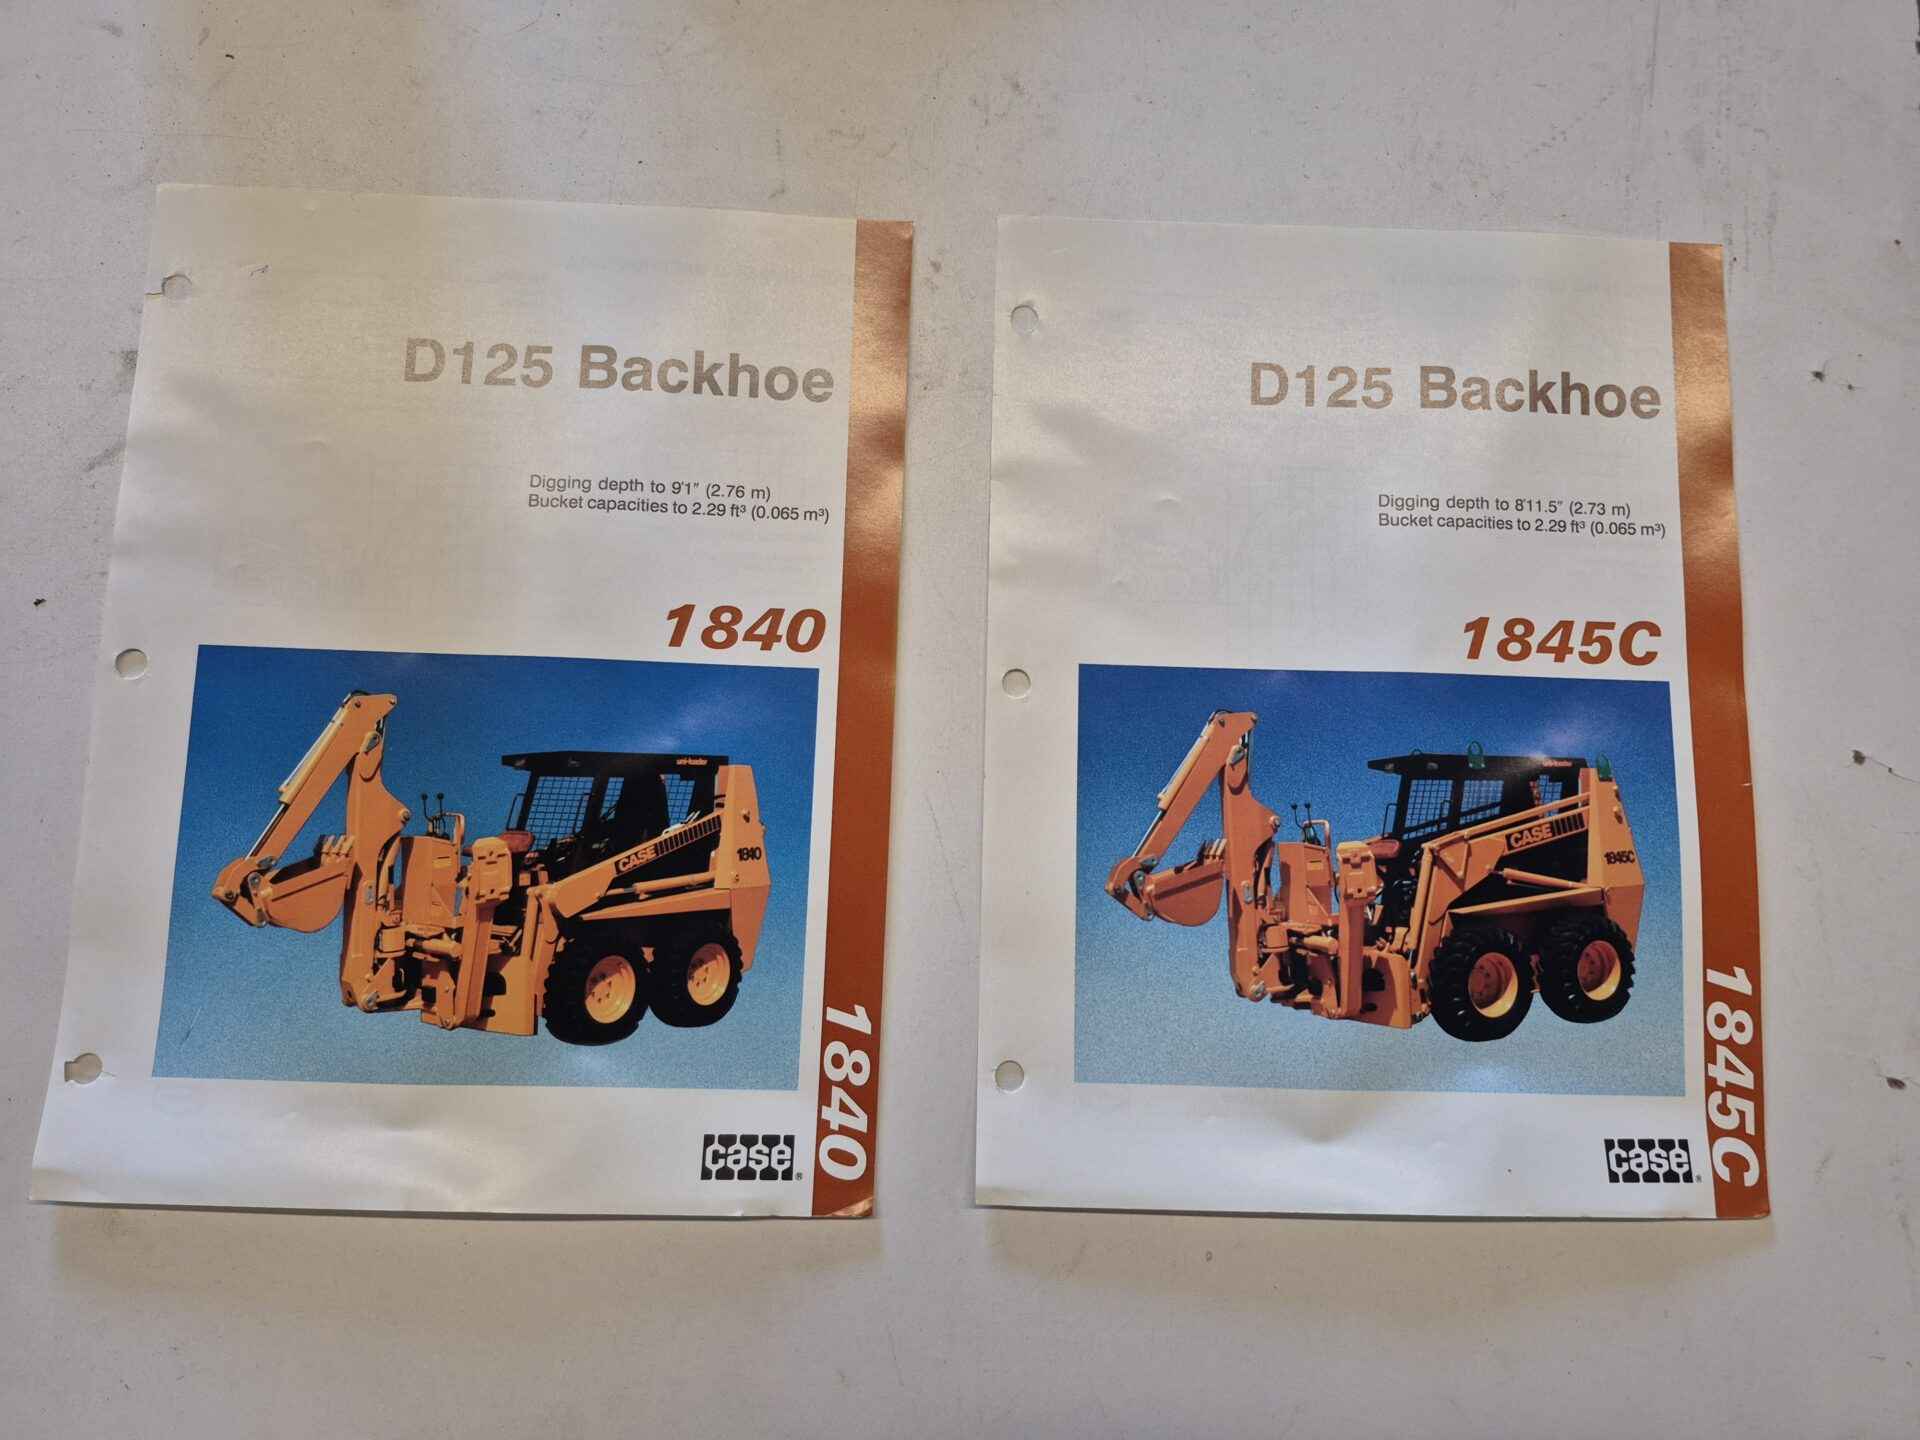 D125 Backhoe
Digging depth to 9'1" (2.76 m)
Bucket capacities to 2.29 ft³ (0.065 m³)
1840
uni-loader
CASE
1840
1840
case®
D125 Backhoe
Digging depth to 8'11.5" (2.73 m)
Bucket capacities to 2.29 ft³ (0.065 m³)
1845C
uni-loader
CASE
1845C
1845C
case®